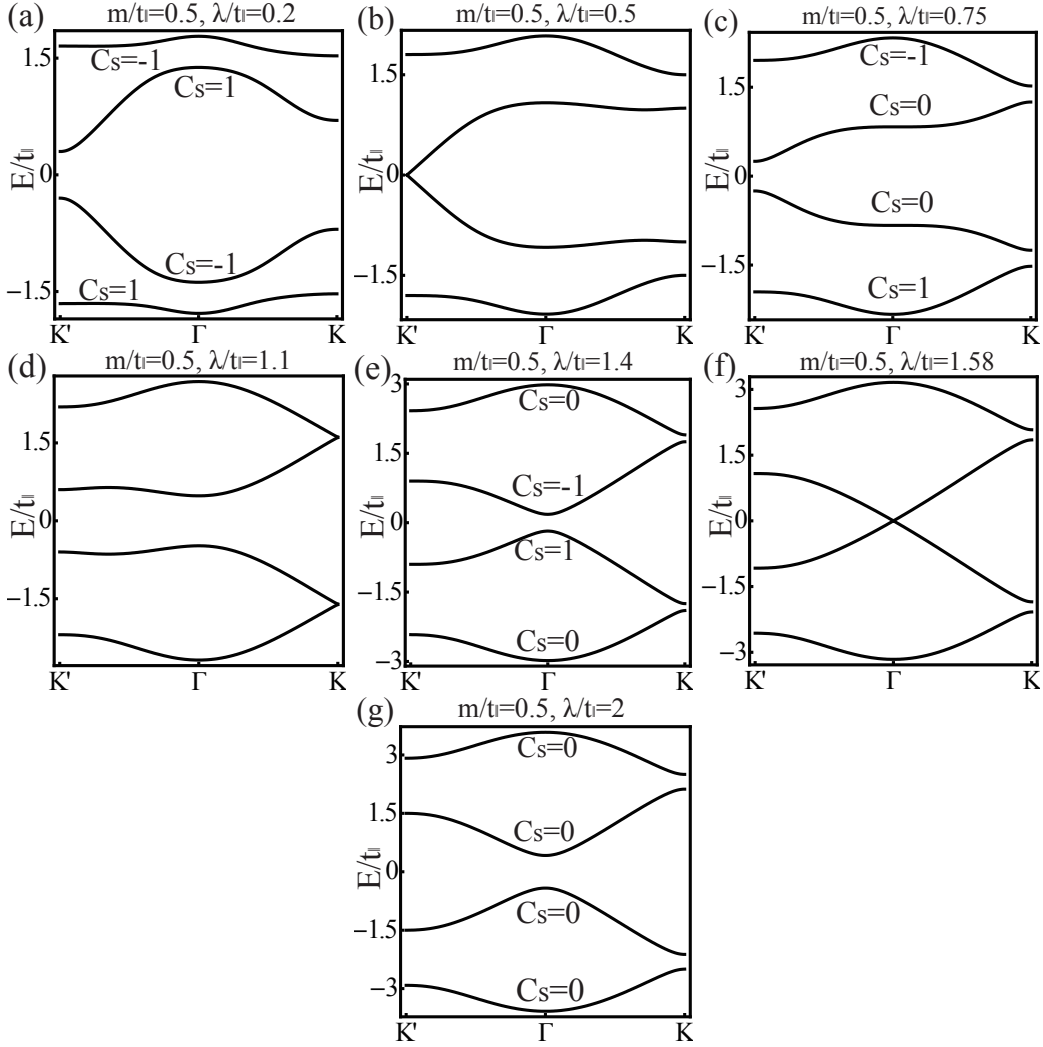 (a) m/t∥=0.5, λ/t∥=0.2
E/t∥
1.5
0
−1.5
Cs=-1
Cs=1
Cs=-1
Cs=1
K' Γ K
(b) m/t∥=0.5, λ/t∥=0.5
E/t∥
1.5
0
−1.5
K' Γ K
(c) m/t∥=0.5, λ/t∥=0.75
E/t∥
1.5
0
−1.5
Cs=-1
Cs=0
Cs=0
Cs=1
K' Γ K
(d) m/t∥=0.5, λ/t∥=1.1
E/t∥
1.5
0
−1.5
K' Γ K
(e) m/t∥=0.5, λ/t∥=1.4
E/t∥
3
1.5
0
−1.5
−3
Cs=0
Cs=-1
Cs=1
Cs=0
K' Γ K
(f) m/t∥=0.5, λ/t∥=1.58
E/t∥
3
1.5
0
−1.5
−3
K' Γ K
(g) m/t∥=0.5, λ/t∥=2
E/t∥
3
1.5
0
−1.5
−3
Cs=0
Cs=0
Cs=0
Cs=0
K' Γ K